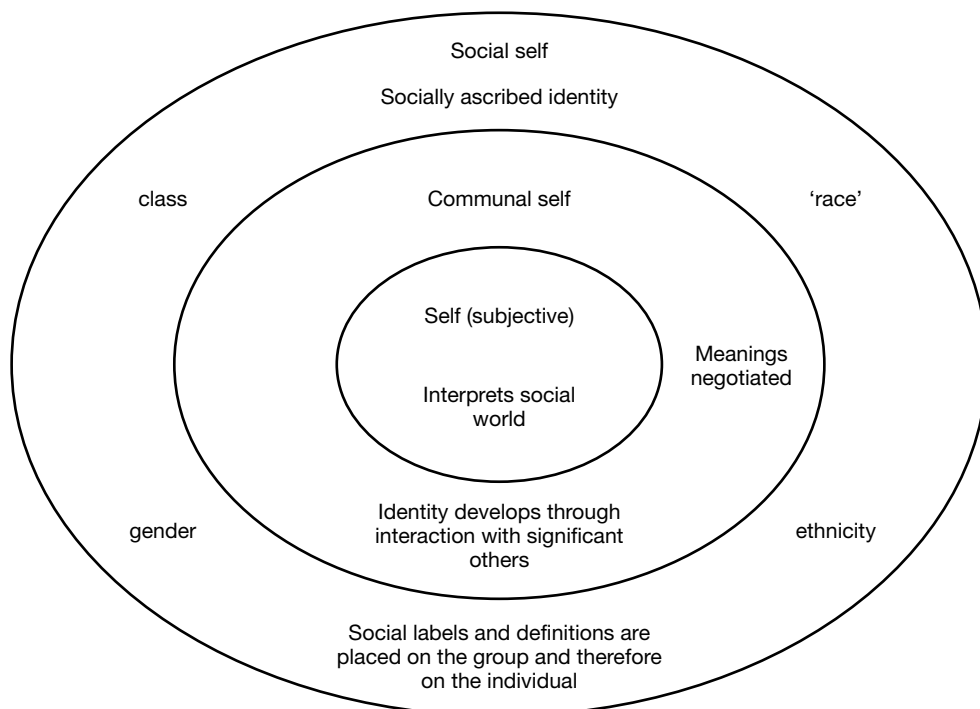 Social self
Socially ascribed identity
class
Communal self
‘race’
Self (subjective)
Interprets social
world
Meanings
negotiated
gender
Identity develops through
interaction with significant
others
ethnicity
Social labels and definitions are
placed on the group and therefore
on the individual